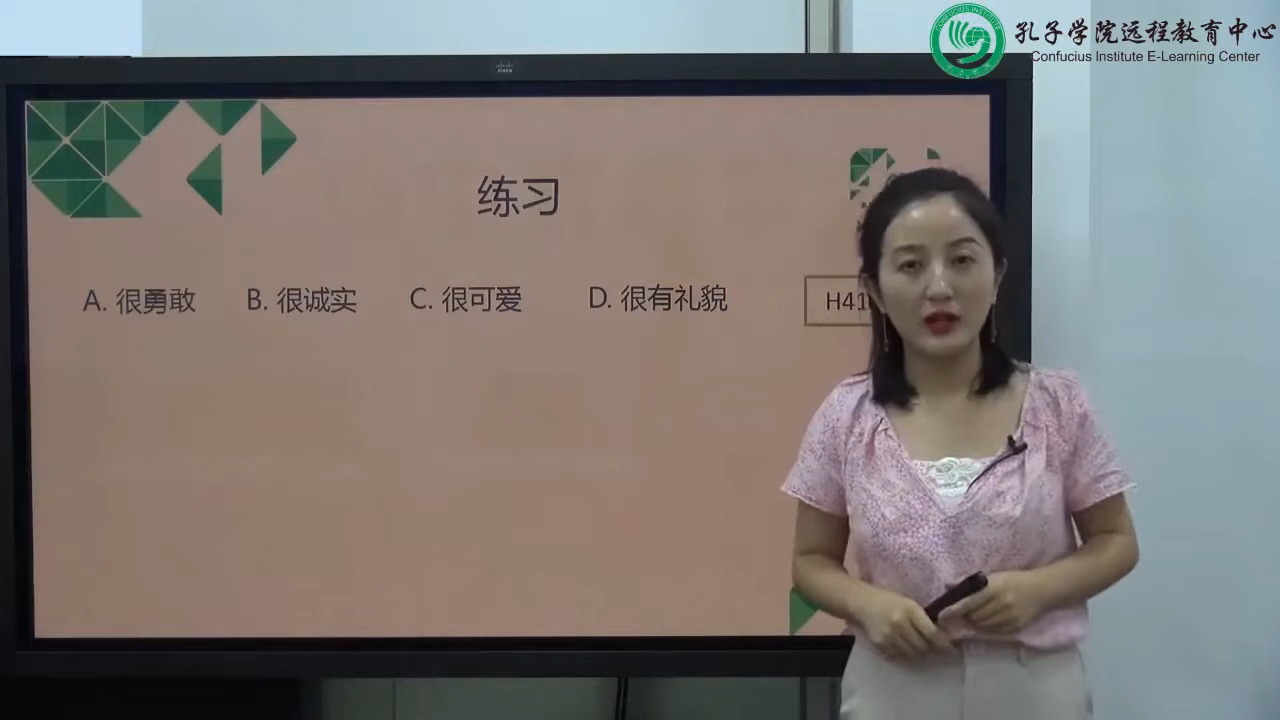 孔子学院远程教育中心
Confucius Institute E-Learning Center
练习
A. 很勇敢 B. 很诚实 C. 很可爱 D. 很有礼貌 H41